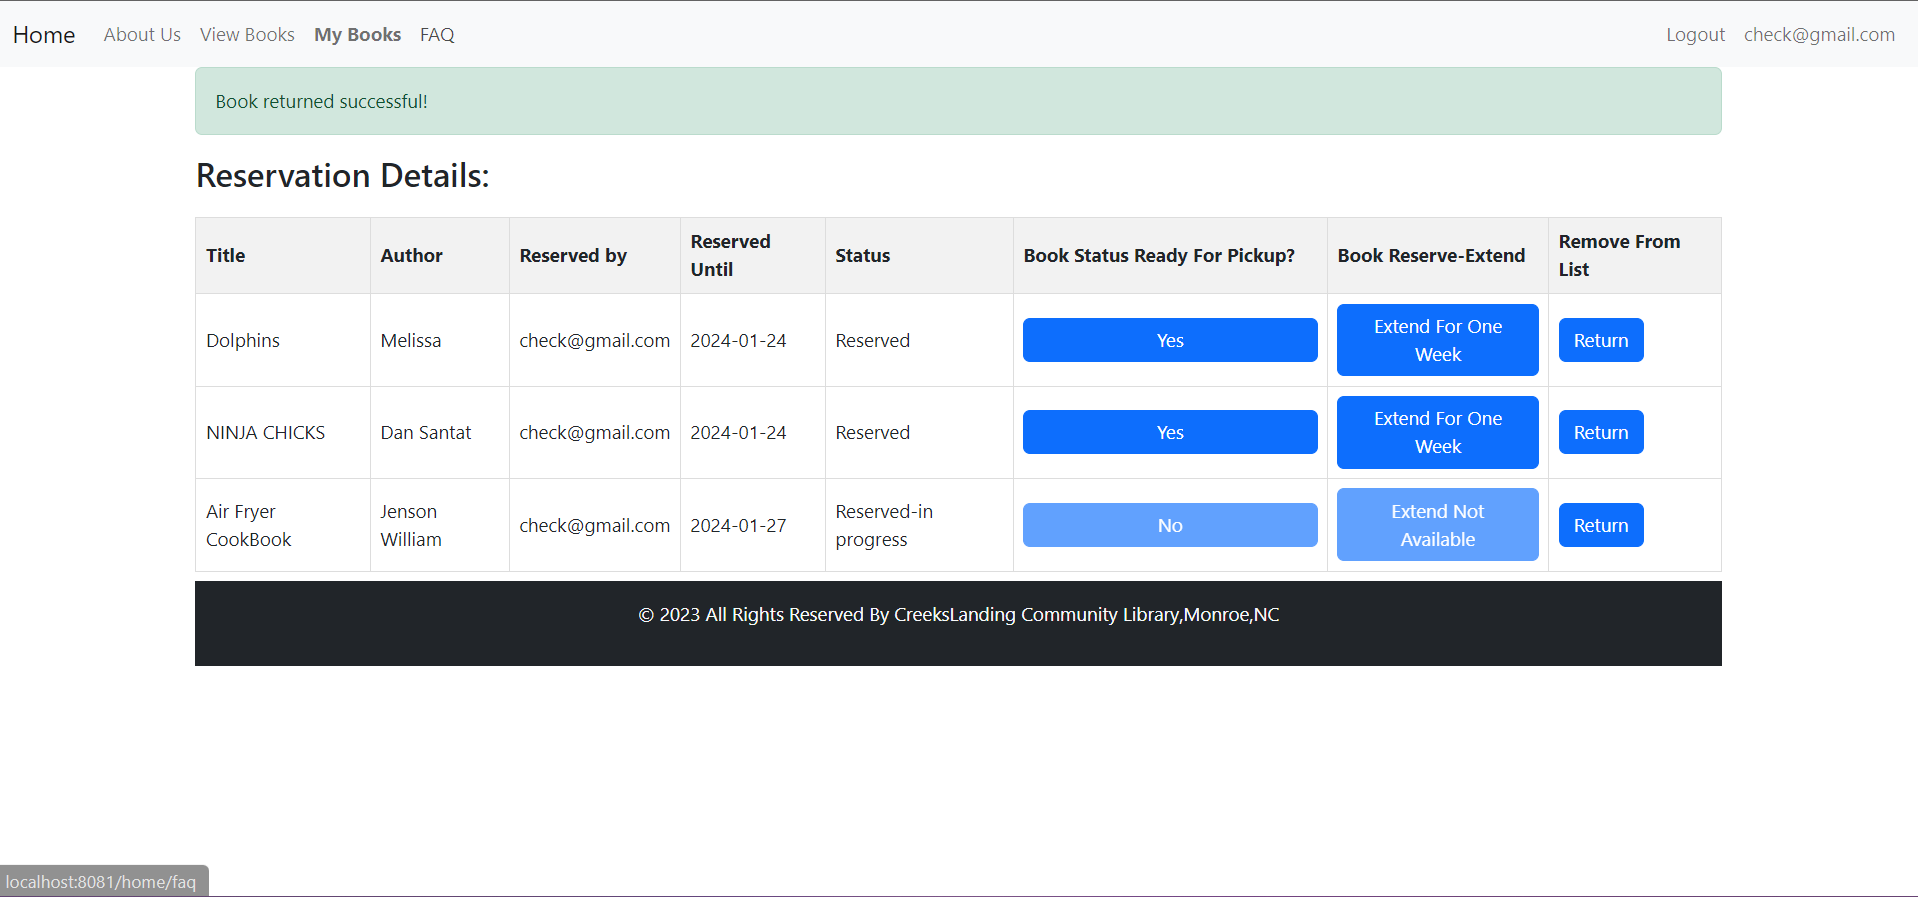 Home About Us View Books My Books FAQ Logout check@gmail.com
Book returned successful!
Reservation Details:
Title Author Reserved by Reserved Until Status Book Status Ready For Pickup? Book Reserve-Extend Remove From List
Dolphins Melissa check@gmail.com 2024-01-24 Reserved Yes Extend For One Week Return
NINJA CHICKS Dan Santat check@gmail.com 2024-01-24 Reserved Yes Extend For One Week Return
Air Fryer CookBook Jenson William check@gmail.com 2024-01-27 Reserved-in progress No Extend Not Available Return
© 2023 All Rights Reserved By CreeksLanding Community Library,Monroe,NC
localhost:8081/home/faq